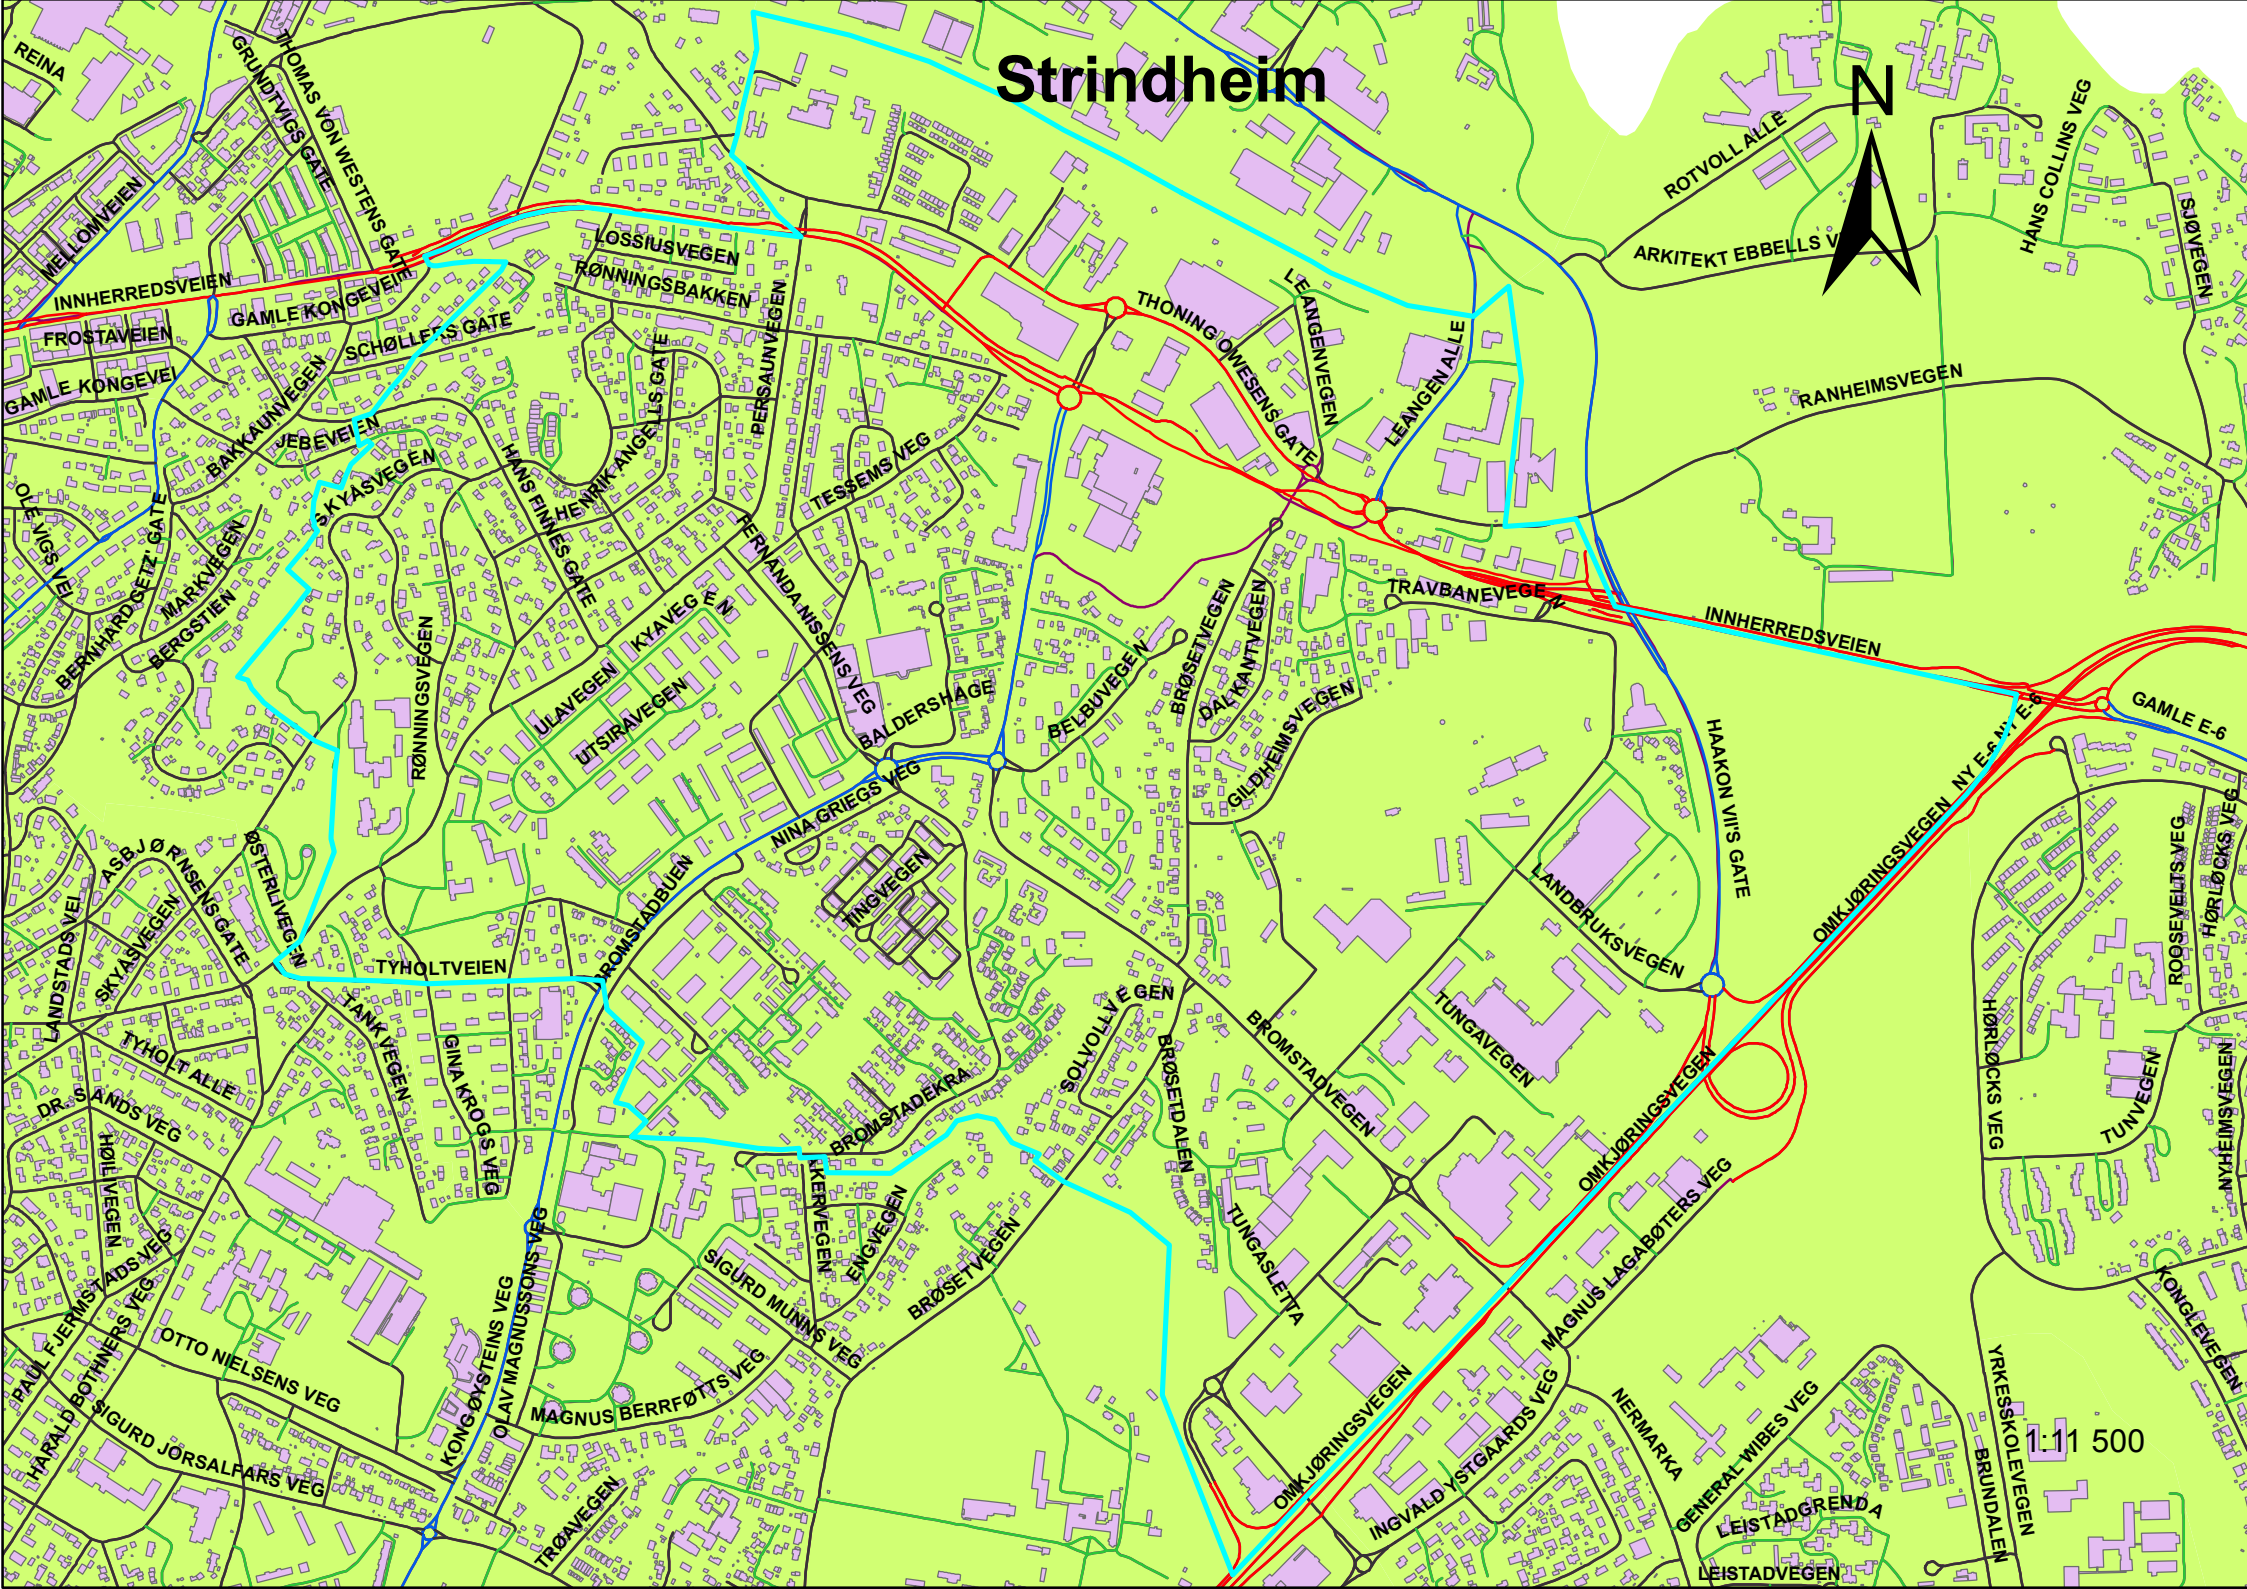 Strindheim
N
REINA
GRUNDTVIGS GATE
THOMAS VON WESTENS GATE
MELLOMVEIEN
INNHERREDSVEIEN
FROSTAVEIEN
GAMLE KONGEVEI
GAMLE KONGEVEIE
SCHØLLERS GATE
BAKKAUNVEGEN
JEBEVEIEN
SKYÅSVEGEN
OLE VIGS VEI
BERNHARD GETZ' GATE
MARKVEGEN
BERGSTIEN
LOSSIUSVEGEN
RØNNINGSBAKKEN
PERSAUNVEGEN
HENRIK ANGELLS GATE
HANS FINNES GATE
TESSEMS VEG
FERNANDA NISSENS VEG
KYAVEGEN
ULAVEGEN
UTSIRAVEGEN
RØNNINGSVEGEN
BALDERSHAGE
NINA GRIEGS VEG
BELBUVEGEN
BRØSETVEGEN
DALKANTVEGEN
GILDHEIMSVEGEN
THONING OWESENS GATE
LEANGENVEGEN
LEANGEN ALLE
TRAVBANEVEGEN
INNHERREDSVEIEN
ROTVOLL ALLE
ARKITEKT EBBELLS V
HANS COLLINS VEG
SJØVEGEN
RANHEIMSVEGEN
GAMLE E-6
NY E-6
NY E-6
HAAKON VII'S GATE
OMKJØRINGSVEGEN
LANDBRUKSVEGEN
TUNGAVEGEN
BROMSTADVEGEN
ROOSEVELTS VEG
HØRLØCKS VEG
HØRLØCKS VEG
TUNVEGEN
NYHEIMSVEGEN
KONGLEVEGEN
YRKESSKOLEVEGEN
BRUNDALEN
1:11 500
ASBJØRNSENS GATE
ØSTERLIVEGEN
LANDSTADS VEI
SKYÅSVEGEN
TYHOLTVEIEN
TYHOLT ALLE
TANKVEGEN
GINA KROGS VEG
BROMSTADBUEN
TINGVEGEN
SOLVOLLVEGEN
BRØSETDALEN
BROMSTADEKRA
DR. SANDS VEG
HØILIVEGEN
PAUL FJERMSTADS VEG
HARALD BOTHNERS VEG
OTTO NIELSENS VEG
SIGURD JORSALFARS VEG
KONG ØYSTEINS VEG
OLAV MAGNUSSONS VEG
MAGNUS BERRFØTTS VEG
SIGURD MUNNS VEG
AKERVEGEN
ENGVEGEN
BRØSETVEGEN
TRØAVEGEN
TUNGASLETTA
OMKJØRINGSVEGEN
OMKJØRINGSVEGEN
MAGNUS LAGABØTERS VEG
INGVALD YSTGAARDS VEG
NERMARKA
GENERAL WIBES VEG
LEISTADGRENDA
LEISTADVEGEN